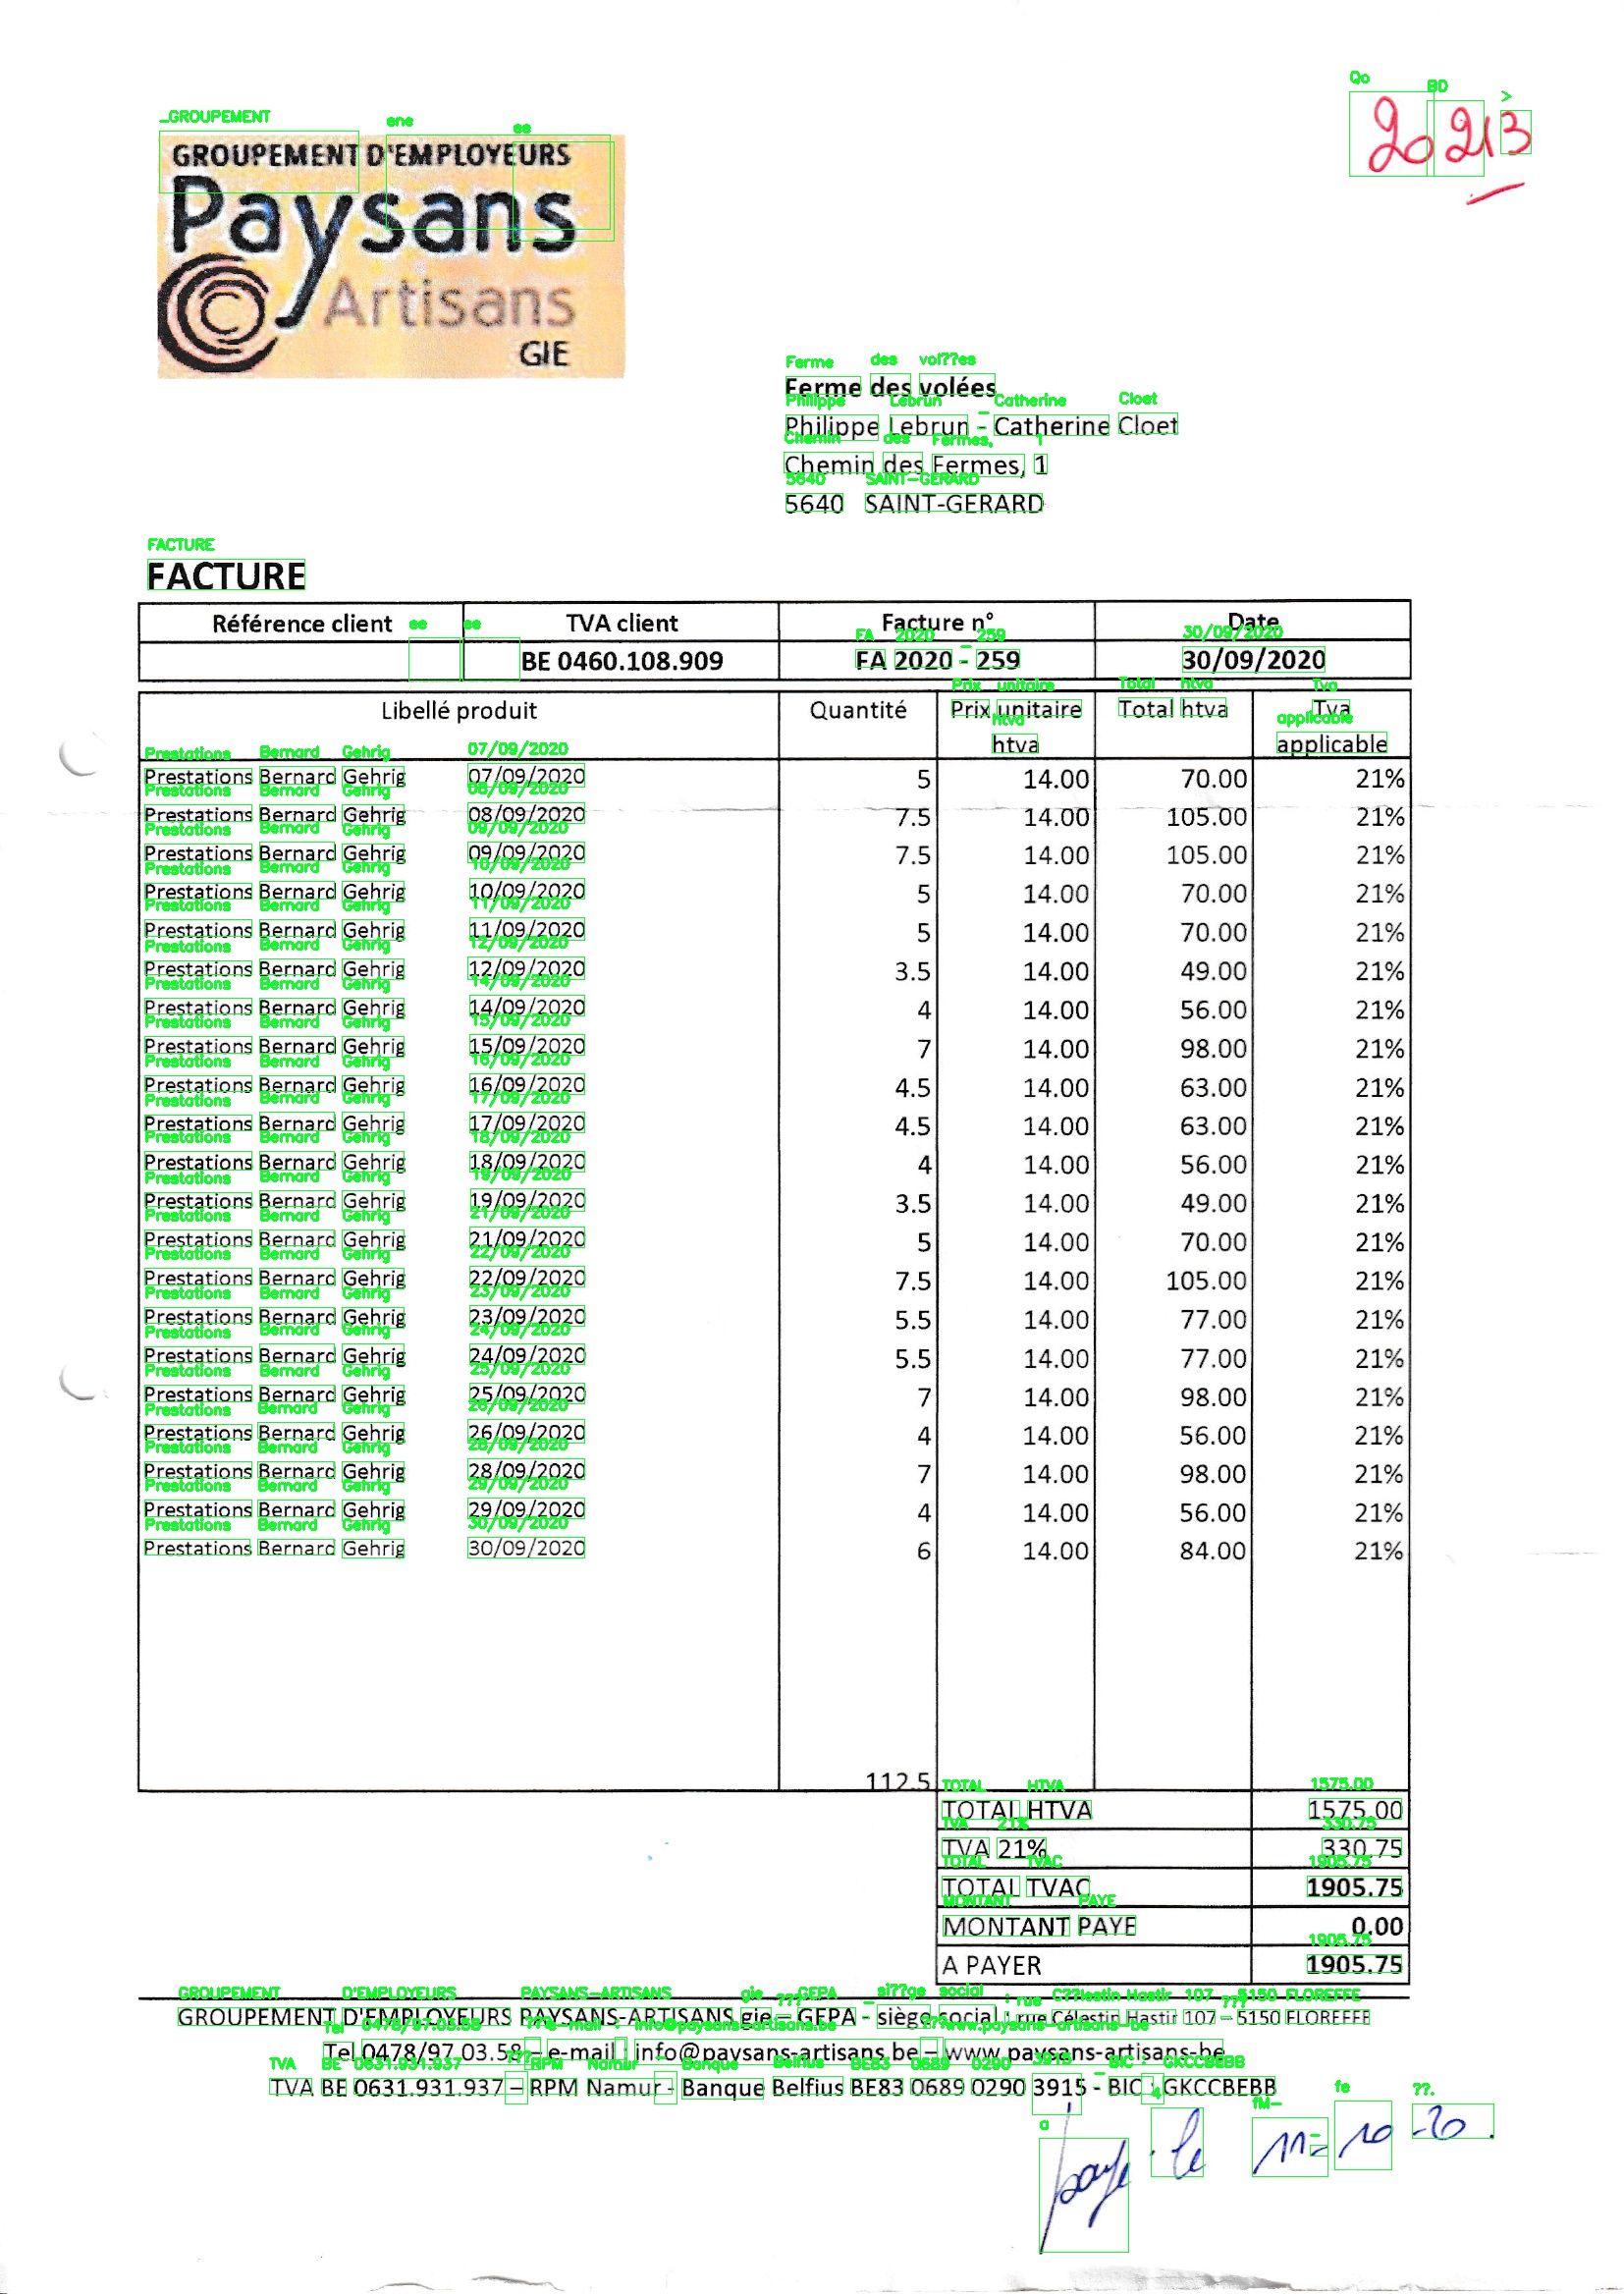 20213
GROUPEMENT D'EMPLOYEURS
Paysans
Artisans
GIE
Ferme des volées
Philippe Lebrun - Catherine Cloet
Chemin des Fermes, 1
5640 SAINT-GERARD
FACTURE
Référence client TVA client Facture n° Date
BE 0460.108.909 FA 2020 - 259 30/09/2020
Libellé produit Quantité Prix unitaire htva Total htva Tva applicable
Prestations Bernard Gehrig 07/09/2020 5 14.00 70.00 21%
Prestations Bernard Gehrig 08/09/2020 7.5 14.00 105.00 21%
Prestations Bernard Gehrig 09/09/2020 7.5 14.00 105.00 21%
Prestations Bernard Gehrig 10/09/2020 5 14.00 70.00 21%
Prestations Bernard Gehrig 11/09/2020 5 14.00 70.00 21%
Prestations Bernard Gehrig 12/09/2020 3.5 14.00 49.00 21%
Prestations Bernard Gehrig 14/09/2020 4 14.00 56.00 21%
Prestations Bernard Gehrig 15/09/2020 7 14.00 98.00 21%
Prestations Bernard Gehrig 16/09/2020 4.5 14.00 63.00 21%
Prestations Bernard Gehrig 17/09/2020 4.5 14.00 63.00 21%
Prestations Bernard Gehrig 18/09/2020 4 14.00 56.00 21%
Prestations Bernard Gehrig 19/09/2020 3.5 14.00 49.00 21%
Prestations Bernard Gehrig 21/09/2020 5 14.00 70.00 21%
Prestations Bernard Gehrig 22/09/2020 7.5 14.00 105.00 21%
Prestations Bernard Gehrig 23/09/2020 5.5 14.00 77.00 21%
Prestations Bernard Gehrig 24/09/2020 5.5 14.00 77.00 21%
Prestations Bernard Gehrig 25/09/2020 7 14.00 98.00 21%
Prestations Bernard Gehrig 26/09/2020 4 14.00 56.00 21%
Prestations Bernard Gehrig 28/09/2020 7 14.00 98.00 21%
Prestations Bernard Gehrig 29/09/2020 4 14.00 56.00 21%
Prestations Bernard Gehrig 30/09/2020 6 14.00 84.00 21%
112.5
TOTAL HTVA 1575.00
TVA 21% 330.75
TOTAL TVAC 1905.75
MONTANT PAYE 0.00
A PAYER 1905.75
GROUPEMENT D'EMPLOYEURS PAYSANS-ARTISANS gie – GEPA - siège social : rue Célestin Hastir 107 – 5150 FLOREFFE
Tel 0478/97.03.58 – e-mail : info@paysans-artisans.be – www.paysans-artisans-be
TVA BE 0631.931.937 – RPM Namur - Banque Belfius BE83 0689 0290 3915 - BIC : GKCCBEBB
payé le 11-10-20.